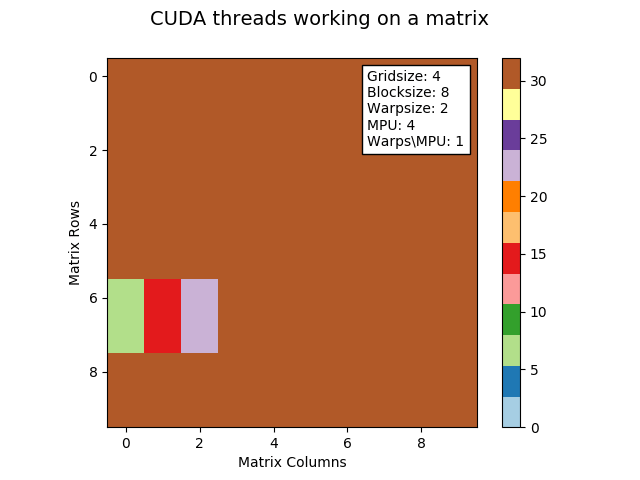 CUDA threads working on a matrix
Gridsize: 4
Blocksize: 8
Warpsize: 2
MPU: 4
Warps\MPU: 1
Matrix Rows
0
2
4
6
8
0 2 4 6 8
Matrix Columns
30
25
20
15
10
5
0